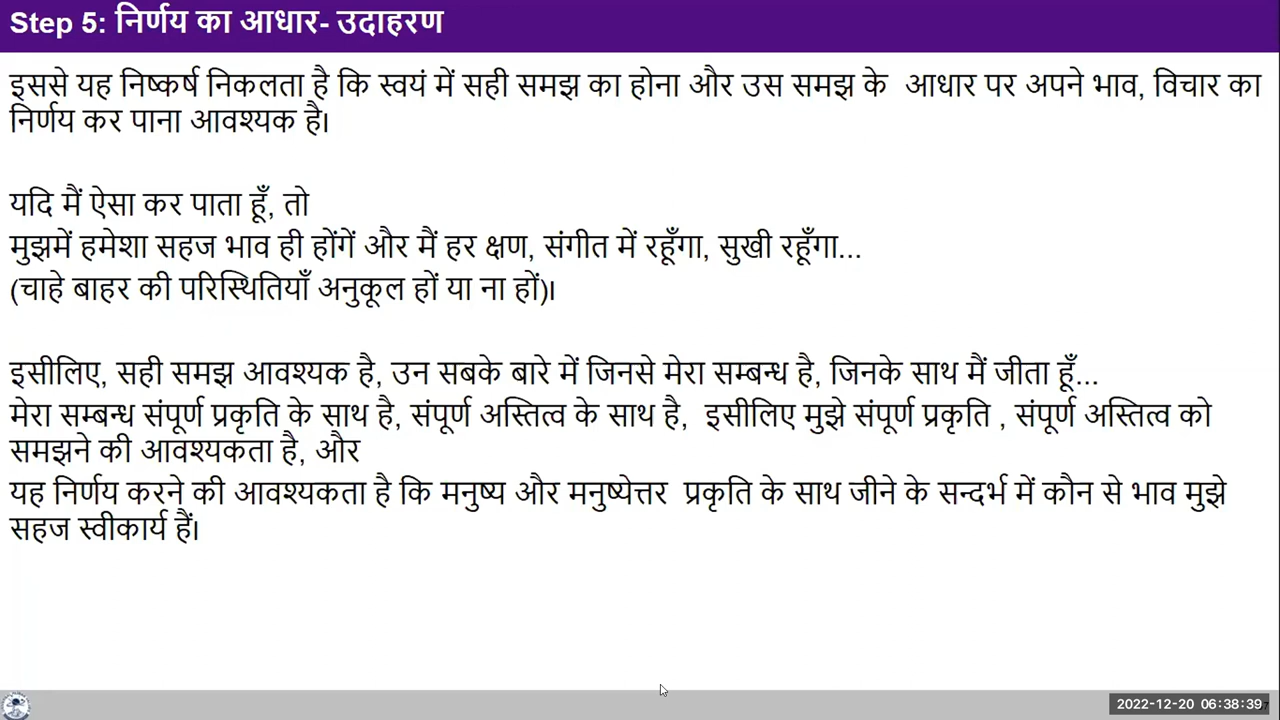 Step 5: निर्णय का आधार- उदाहरण
इससे यह निष्कर्ष निकलता है कि स्वयं में सही समझ का होना और उस समझ के आधार पर अपने भाव, विचार का
निर्णय कर पाना आवश्यक है।
यदि मैं ऐसा कर पाता हूँ, तो
मुझमें हमेशा सहज भाव ही होंगें और मैं हर क्षण, संगीत में रहूँगा, सुखी रहूँगा...
(चाहे बाहर की परिस्थितियाँ अनुकूल हों या ना हों)।
इसीलिए, सही समझ आवश्यक है, उन सबके बारे में जिनसे मेरा सम्बन्ध है, जिनके साथ मैं जीता हूँ...
मेरा सम्बन्ध संपूर्ण प्रकृति के साथ है, संपूर्ण अस्तित्व के साथ है, इसीलिए मुझे संपूर्ण प्रकृति , संपूर्ण अस्तित्व को
समझने की आवश्यकता है, और
यह निर्णय करने की आवश्यकता है कि मनुष्य और मनुष्येत्तर प्रकृति के साथ जीने के सन्दर्भ में कौन से भाव मुझे
सहज स्वीकार्य हैं।
2022-12-20 06:38:39